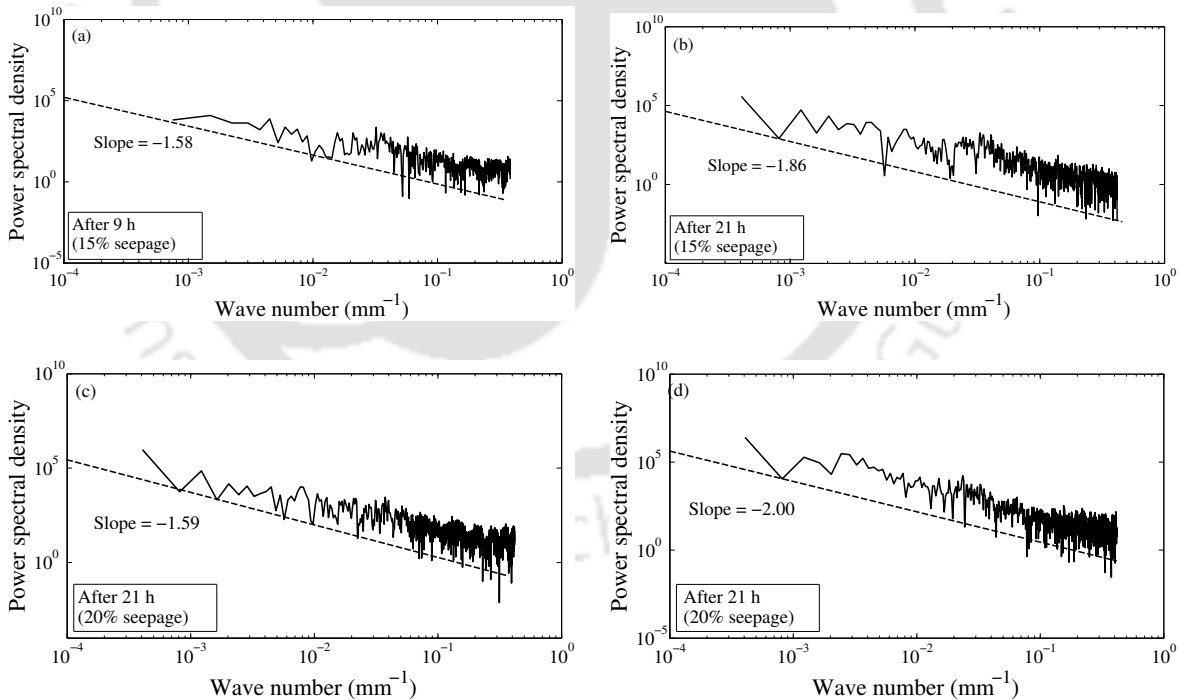 (a)
10^10
10^5
10^0
10^−5
Power spectral density
Slope = −1.58
After 9 h
(15% seepage)
10^−4 10^−3 10^−2 10^−1 10^0
Wave number (mm^−1)
(b)
10^10
10^5
10^0
Power spectral density
Slope = −1.86
After 21 h
(15% seepage)
10^−4 10^−3 10^−2 10^−1 10^0
Wave number (mm^−1)
(c)
10^10
10^5
10^0
Power spectral density
Slope = −1.59
After 21 h
(20% seepage)
10^−4 10^−3 10^−2 10^−1 10^0
Wave number (mm^−1)
(d)
10^10
10^5
10^0
10^−5
Power spectral density
Slope = −2.00
After 21 h
(20% seepage)
10^−4 10^−3 10^−2 10^−1 10^0
Wave number (mm^−1)